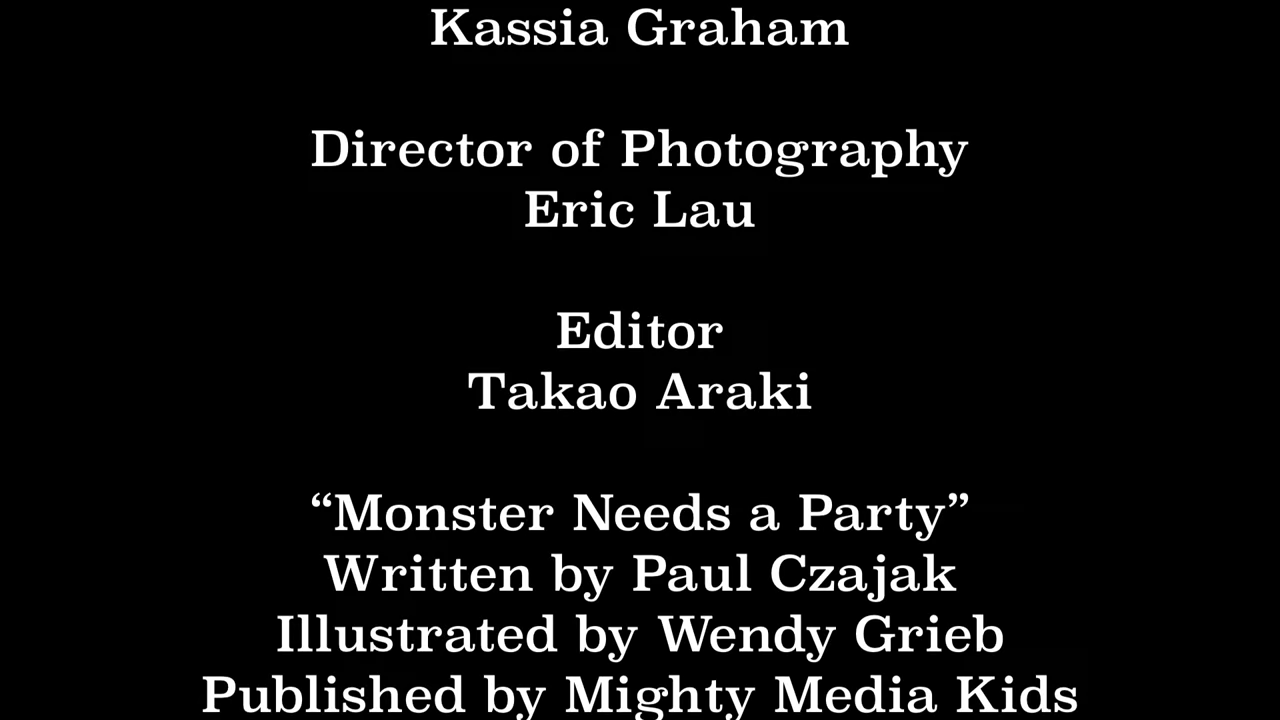 Kassia Graham
Director of Photography
Eric Lau
Editor
Takao Araki
“Monster Needs a Party”
Written by Paul Czajak
Illustrated by Wendy Grieb
Published by Mighty Media Kids